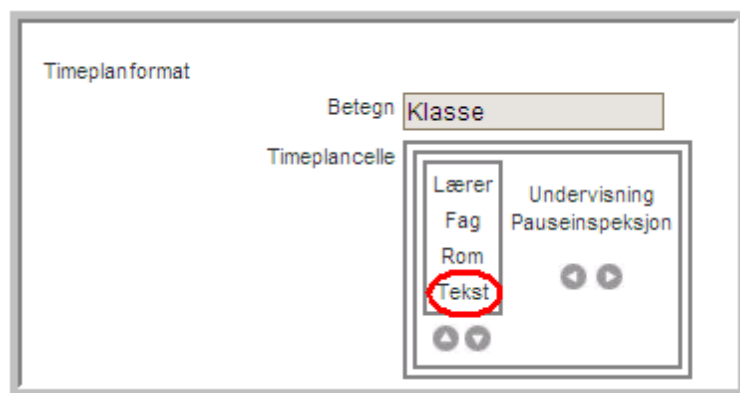 Timeplanformat
Betegn Klasse
Timeplancelle
Lærer
Fag
Rom
Tekst
Undervisning
Pauseinspeksjon